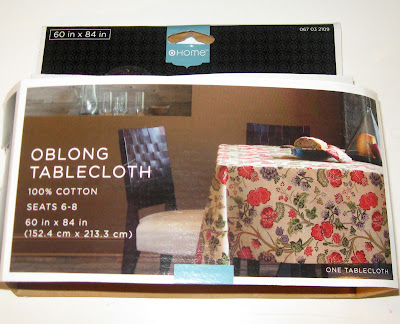 60 in x 84 in
067 03 2109
HOME
OBLONG
TABLECLOTH
100% COTTON
SEATS 6-8
60 in x 84 in
(152.4 cm x 213.3 cm)
ONE TABLECLOTH